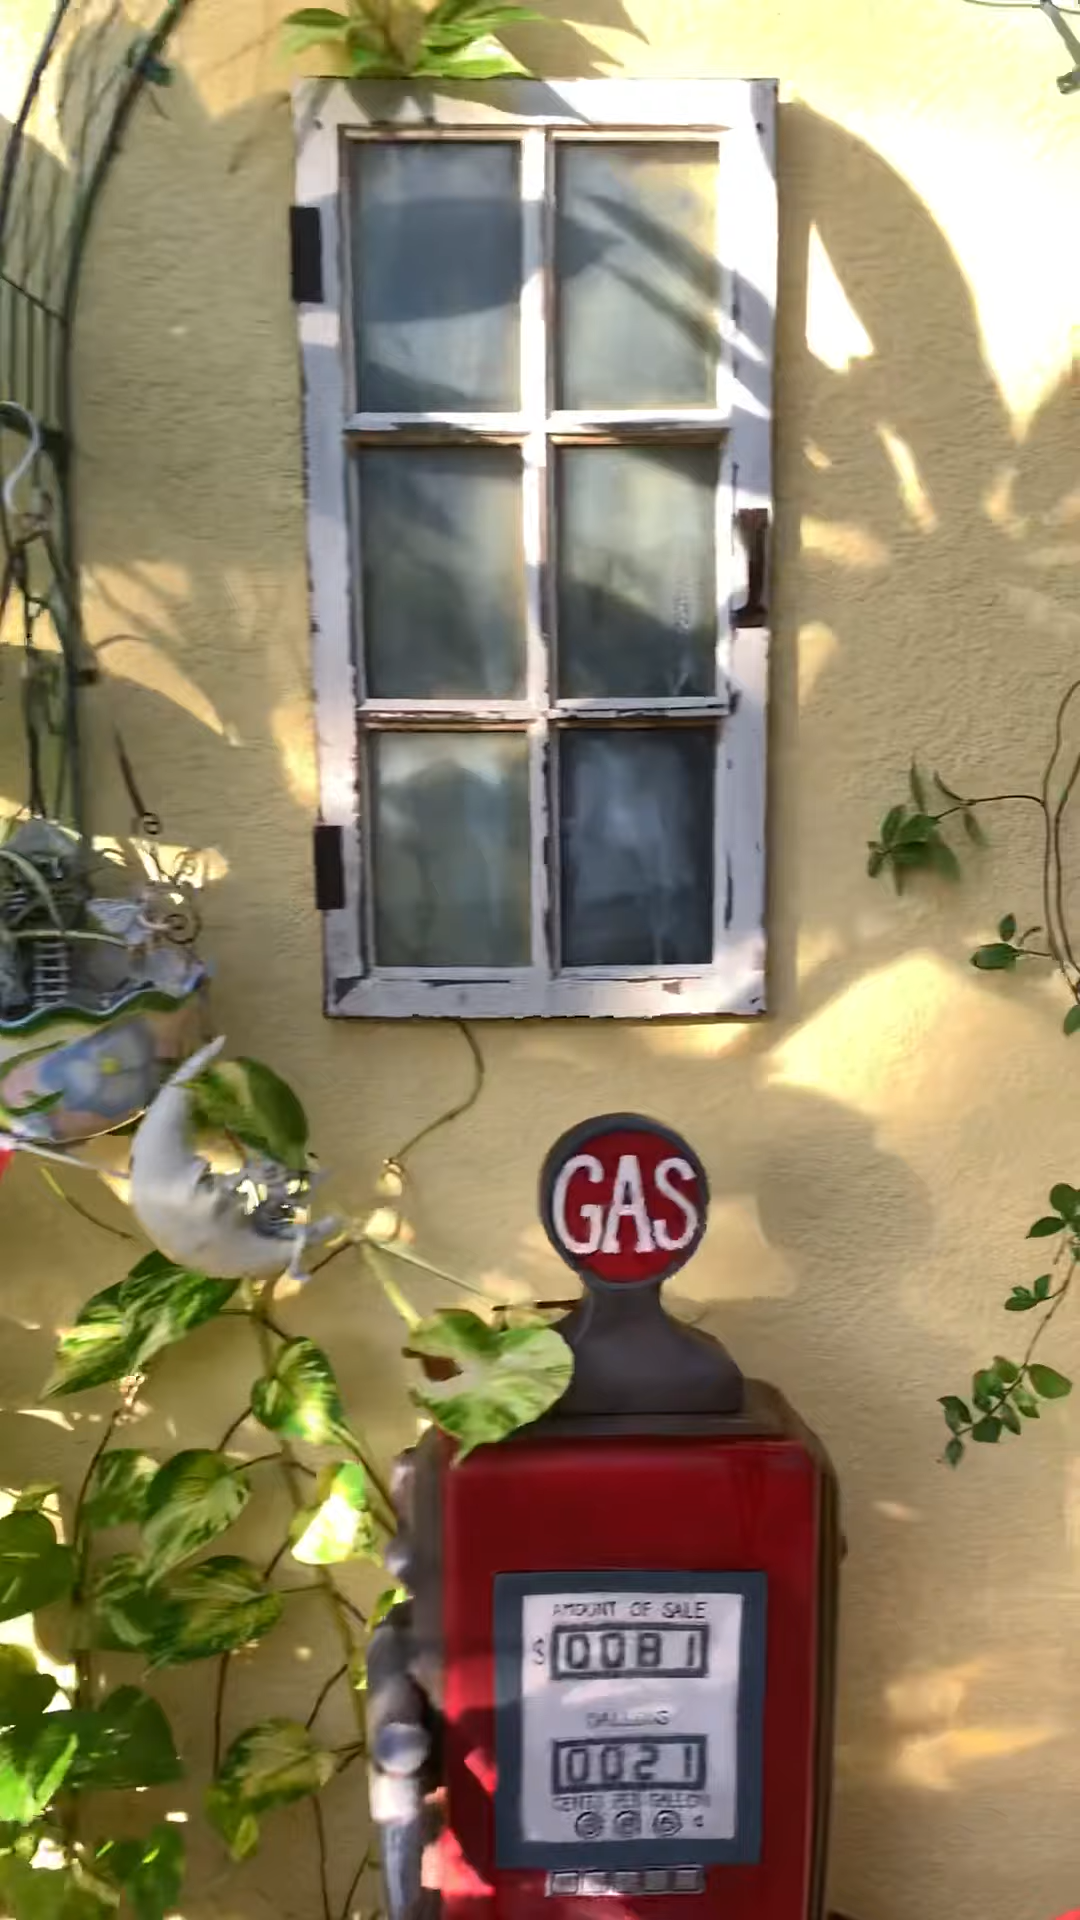 GAS
AMOUNT OF SALE
$ 0081
GALLONS
0021
CENTS PER GALLON